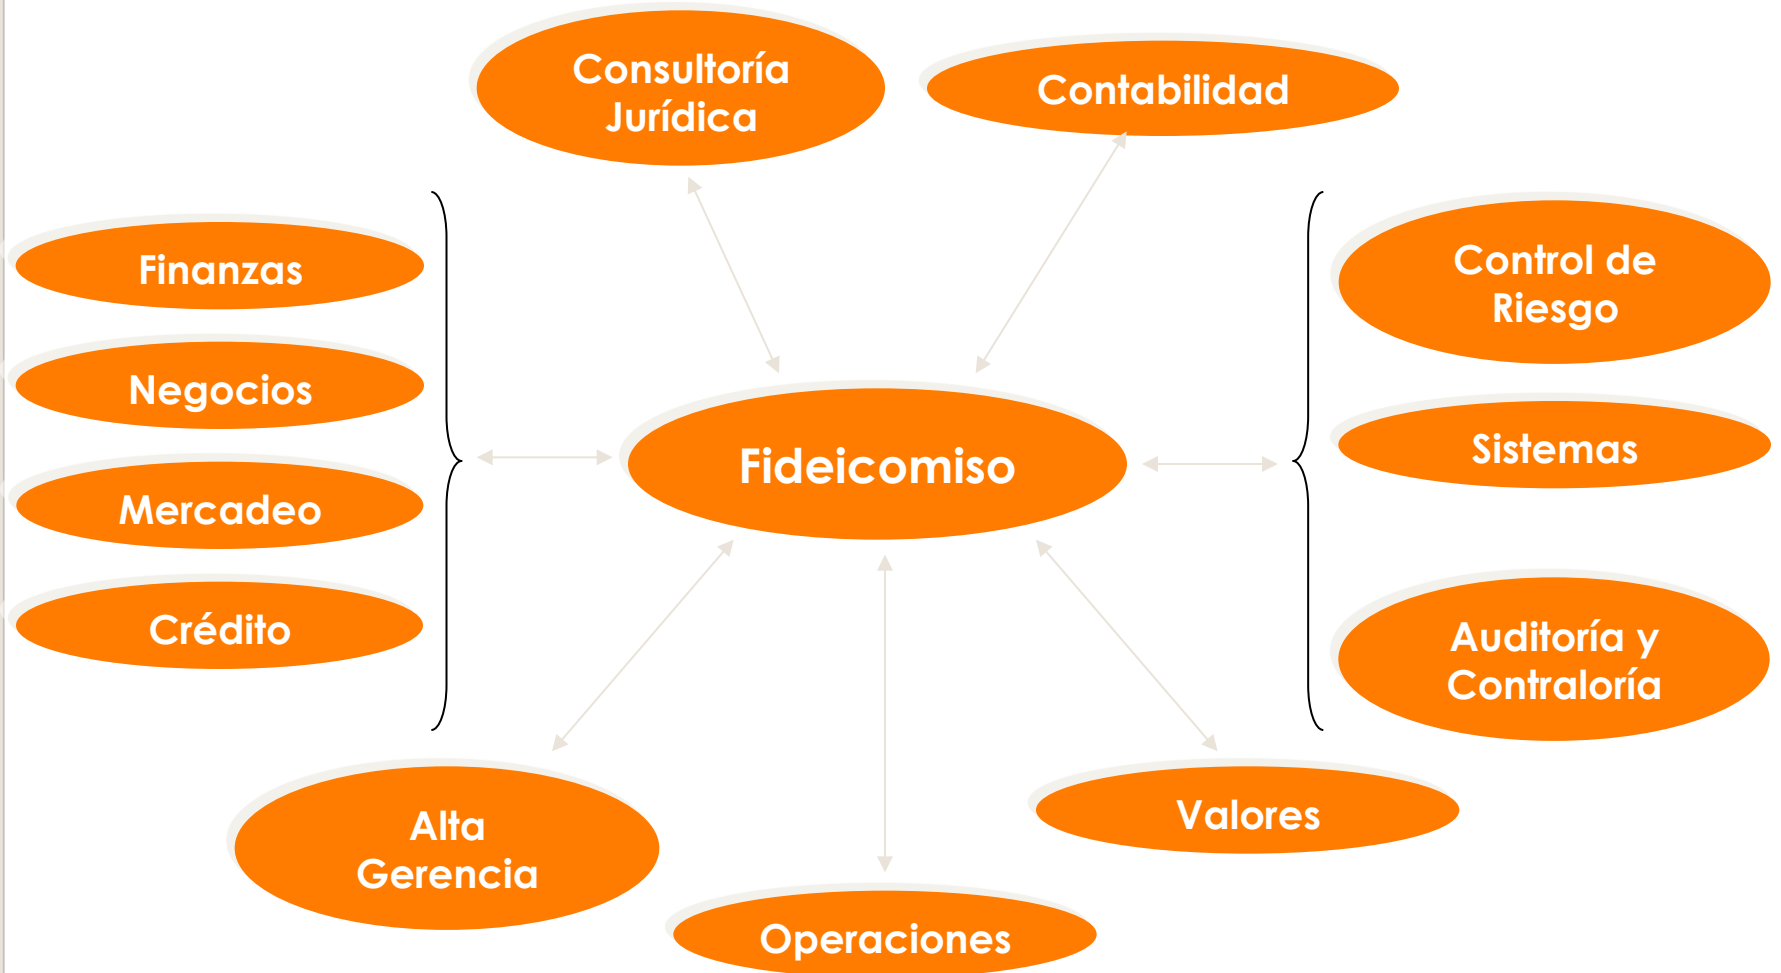 Consultoría
Jurídica
Contabilidad
Finanzas
Negocios
Mercadeo
Crédito
Fideicomiso
Control de
Riesgo
Sistemas
Auditoría y
Contraloría
Alta
Gerencia
Operaciones
Valores